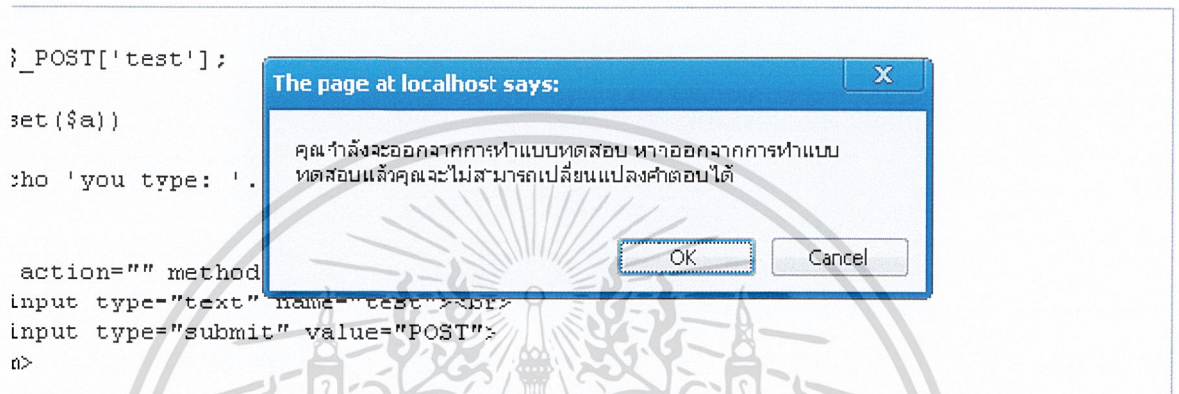 $_POST['test'];
The page at localhost says:
set($a))
คุณกำลังจะออกจากการทำแบบทดสอบ หากออกจากการทำแบบ
ทดสอบแล้วคุณจะไม่สามารถเปลี่ยนแปลงคำตอบได้
cho 'you type: '.
OK Cancel
action="" method
input type="text" name="test"><br>
input type="submit" value="POST">
m>